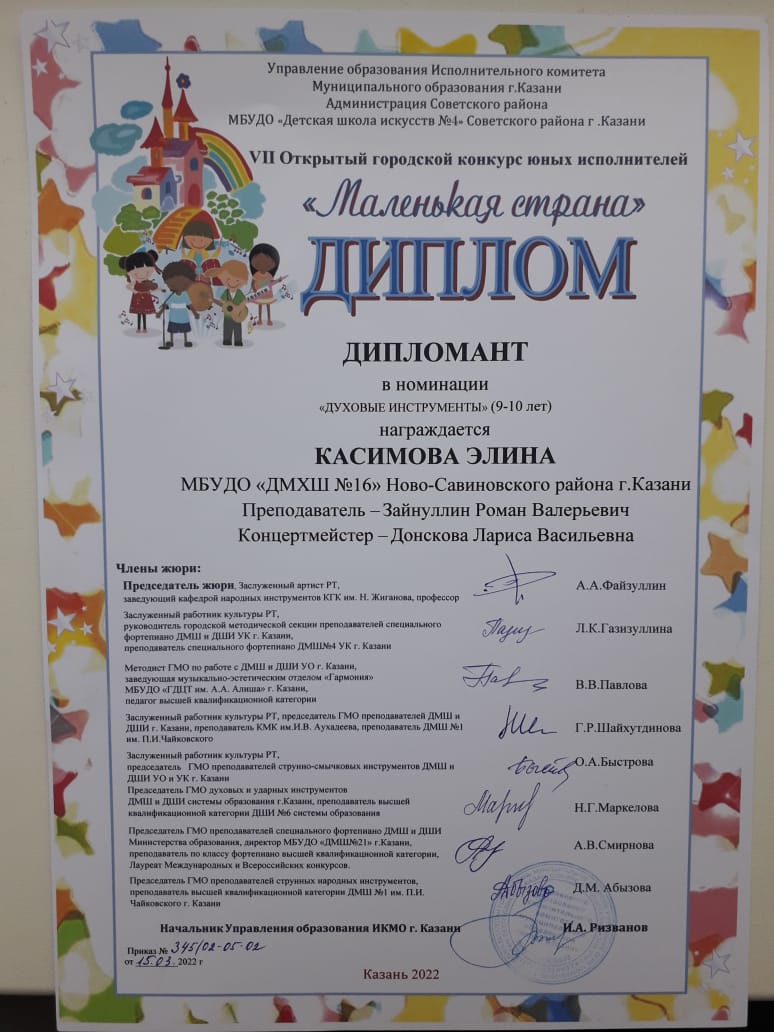 Управление образования Исполнительного комитета
Муниципального образования г.Казани
Администрация Советского района
МБУДО «Детская школа искусств №4» Советского района г .Казани
VII Открытый городской конкурс юных исполнителей
«Маленькая страна»
ДИПЛОМ
ДИПЛОМАНТ
в номинации
«ДУХОВЫЕ ИНСТРУМЕНТЫ» (9-10 лет)
награждается
КАСИМОВА ЭЛИНА
МБУДО «ДМХШ №16» Ново-Савиновского района г.Казани
Преподаватель – Зайнуллин Роман Валерьевич
Концертмейстер – Донскова Лариса Васильевна
Члены жюри:
Председатель жюри, Заслуженный артист РТ,
заведующий кафедрой народных инструментов КГК им. Н. Жиганова, профессор
А.А.Файзуллин
Заслуженный работник культуры РТ,
руководитель городской методической секции преподавателей специального
фортепиано ДМШ и ДШИ УК г. Казани,
преподаватель специального фортепиано ДМШ№4 УК г. Казани
Л.К.Газизуллина
Методист ГМО по работе с ДМШ и ДШИ УО г. Казани,
заведующая музыкально-эстетическим отделом «Гармония»
МБУДО «ГДЦТ им. А.А. Алиша» г. Казани,
педагог высшей квалификационной категории
В.В.Павлова
Заслуженный работник культуры РТ, председатель ГМО преподавателей ДМШ и
ДШИ г. Казани, преподаватель КМК им.И.В. Аухадеева, преподаватель ДМШ №1
им. П.И.Чайковского
Г.Р.Шайхутдинова
Заслуженный работник культуры РТ,
председатель ГМО преподавателей струнно-смычковых инструментов ДМШ и
ДШИ УО и УК г. Казани
О.А.Быстрова
Председатель ГМО духовых и ударных инструментов
ДМШ и ДШИ системы образования г.Казани, преподаватель высшей
квалификационной категории ДШИ №6 системы образования
Н.Г.Маркелова
Председатель ГМО преподавателей специального фортепиано ДМШ и ДШИ
Министерства образования, директор МБУДО «ДМШ№21» г.Казани,
преподаватель по классу фортепиано высшей квалификационной категории,
Лауреат Международных и Всероссийских конкурсов.
А.В.Смирнова
Председатель ГМО преподавателей струнных народных инструментов,
преподаватель высшей квалификационной категории ДМШ №1 им. П.И.
Чайковского г. Казани
Д.М. Абызова
Начальник Управления образования ИКМО г. Казани И.А. Ризванов
Приказ № 345/02-05-02
от 15.03. 2022 г
Казань 2022